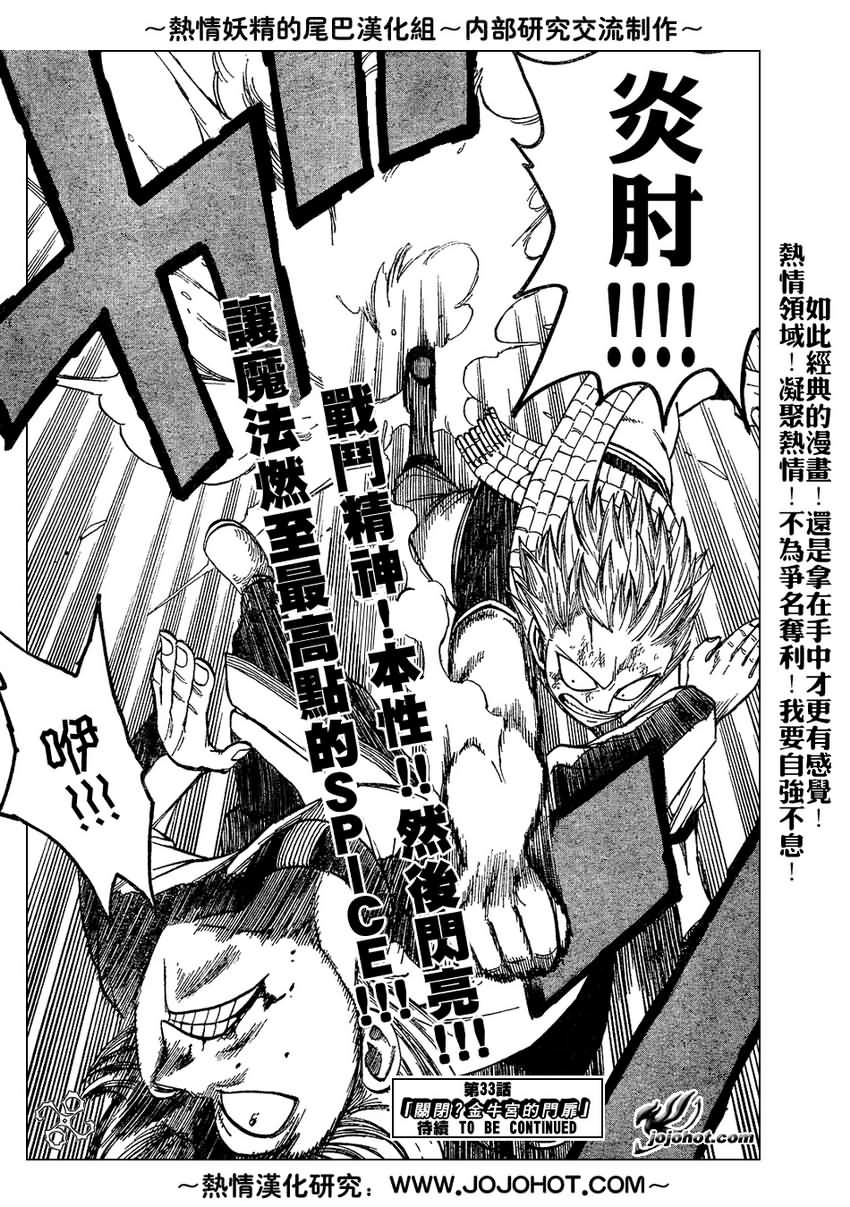 ～熱情妖精的尾巴漢化組～内部研究交流制作～
炎肘!!!!
如此經典的漫畫！還是拿在手中才更有感覺！
熱情領域！凝聚熱情！不為爭名奪利！我要自強不息！
戰鬥精神！本性!!然後閃亮!!!
讓魔法燃至最高點的SPICE!!!
咿!!!
第33話
「關閉？金牛宮的門扉」
待續 TO BE CONTINUED
jojohot.com
～熱情漢化研究：WWW.JOJOHOT.COM～